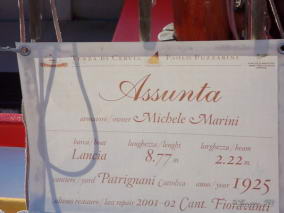 Assunta
armatore / owner Michele Marini
barca / boat lunghezza / lenght larghezza / beam
Lancia 8,77 m 2.22 m
cantiere / yard Patrignani Cattolica anno / year 1925
ultimo restauro / last repair 2001-02 Cant. Fioravanti